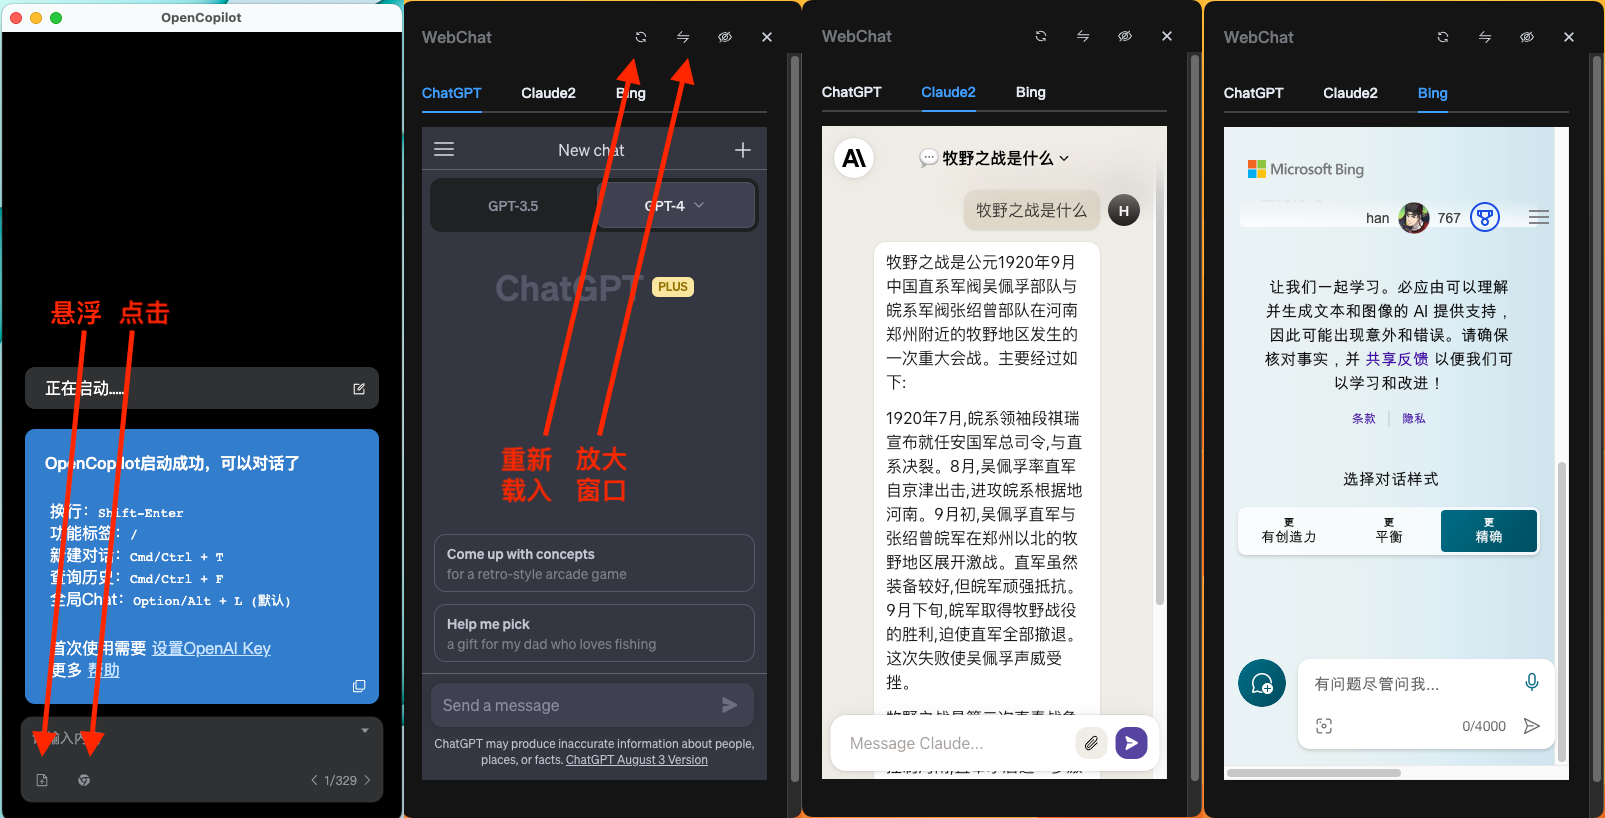 OpenCopilot
悬浮 点击
正在启动.....
OpenCopilot启动成功，可以对话了
换行：Shift-Enter
功能标签：/
新建对话：Cmd/Ctrl + T
查询历史：Cmd/Ctrl + F
全局Chat：Option/Alt + L (默认)
首次使用需要 设置OpenAI Key
更多 帮助
请输入内容
1/329
WebChat
ChatGPT Claude2 Bing
New chat
GPT-3.5 GPT-4
ChatGPT PLUS
重新 放大
载入 窗口
Come up with concepts
for a retro-style arcade game
Help me pick
a gift for my dad who loves fishing
Send a message
ChatGPT may produce inaccurate information about people,
places, or facts. ChatGPT August 3 Version
WebChat
ChatGPT Claude2 Bing
A\ 牧野之战是什么
牧野之战是什么 H
牧野之战是公元1920年9月
中国直系军阀吴佩孚部队与
皖系军阀张绍曾部队在河南
郑州附近的牧野地区发生的
一次重大会战。主要经过如
下:
1920年7月,皖系领袖段祺瑞
宣布就任安国军总司令,与直
系决裂。8月,吴佩孚率直军
自京津出击,进攻皖系根据地
河南。9月初,吴佩孚直军与
张绍曾皖军在郑州以北的牧
野地区展开激战。直军虽然
装备较好,但皖军顽强抵抗。
9月下旬,皖军取得牧野战役
的胜利,迫使直军全部撤退。
这次失败使吴佩孚声威受
挫。
Message Claude...
WebChat
ChatGPT Claude2 Bing
Microsoft Bing
han 767
让我们一起学习。必应由可以理解
并生成文本和图像的 AI 提供支持，
因此可能出现意外和错误。请确保
核对事实，并 共享反馈 以便我们可
以学习和改进！
条款 隐私
选择对话样式
更 更 更
有创造力 平衡 精确
有问题尽管问我...
0/4000